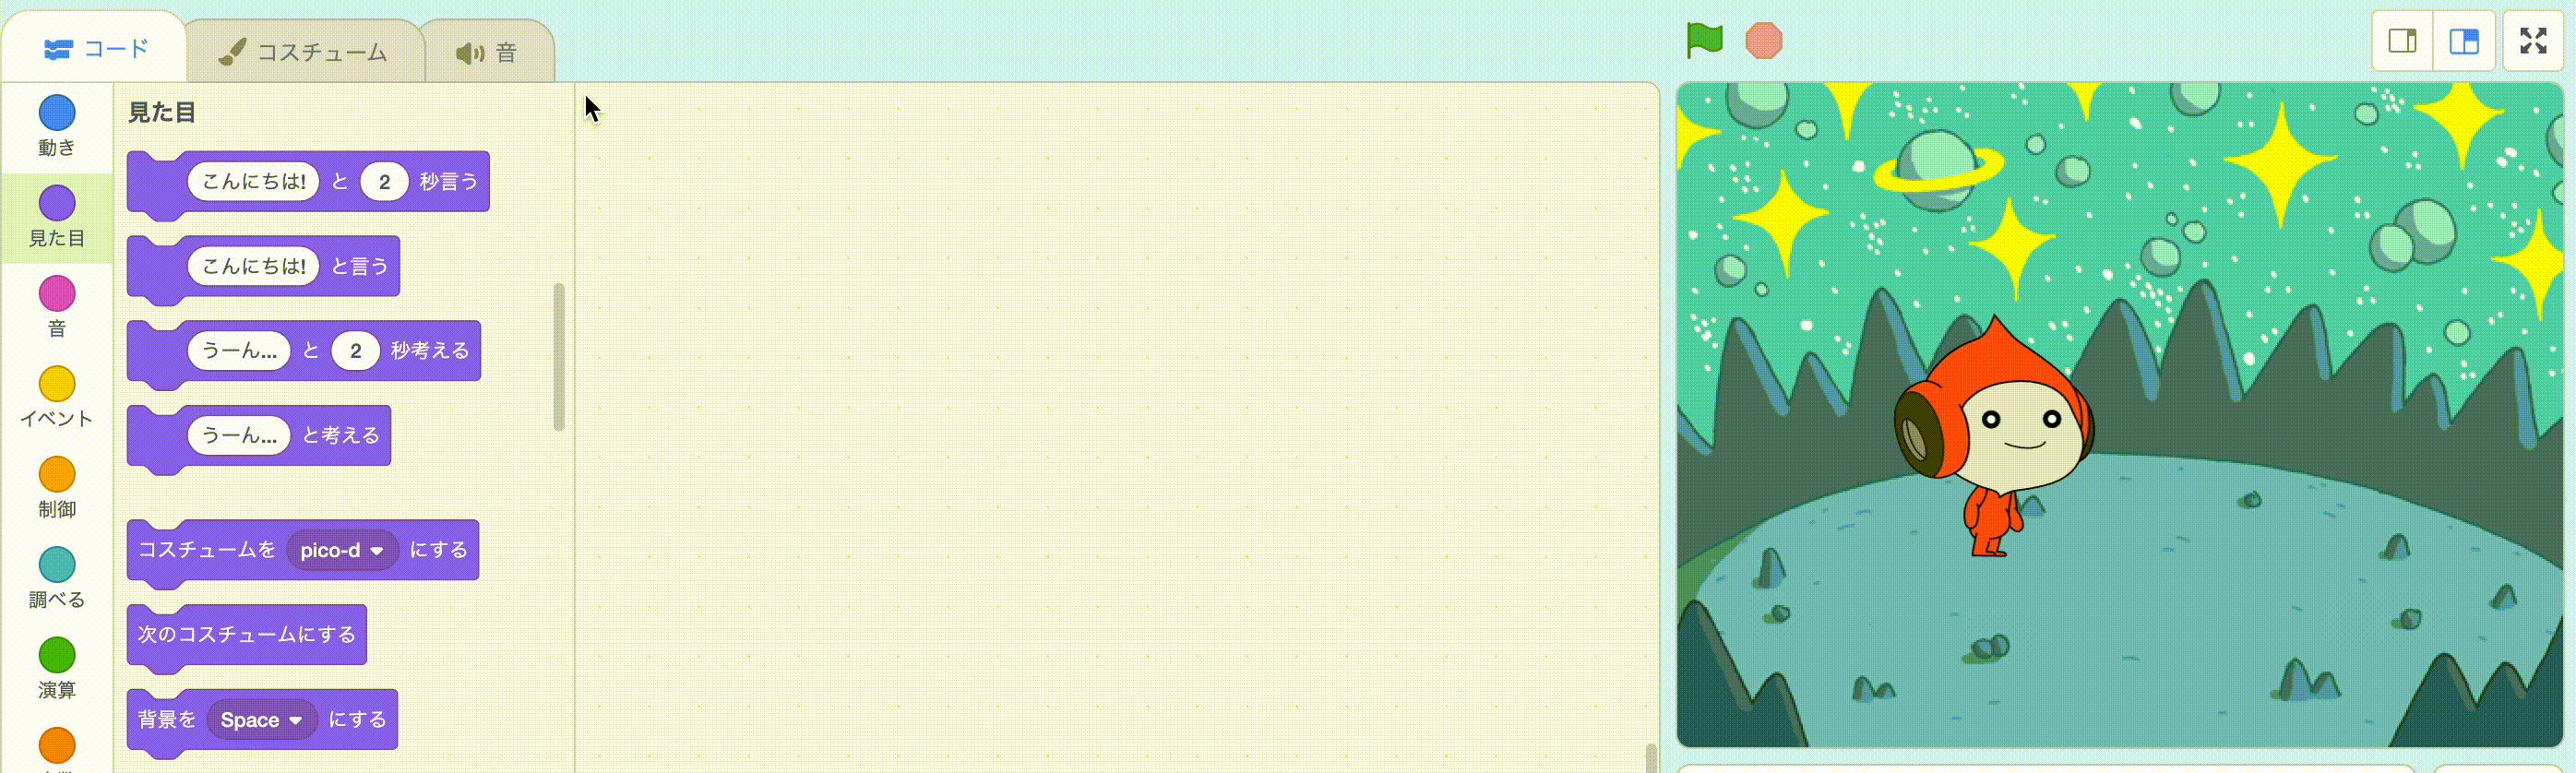 コード
コスチューム
音
動き
見た目
音
イベント
制御
調べる
演算
見た目
こんにちは! と 2 秒言う
こんにちは! と言う
うーん... と 2 秒考える
うーん... と考える
コスチュームを pico-d にする
次のコスチュームにする
背景を Space にする